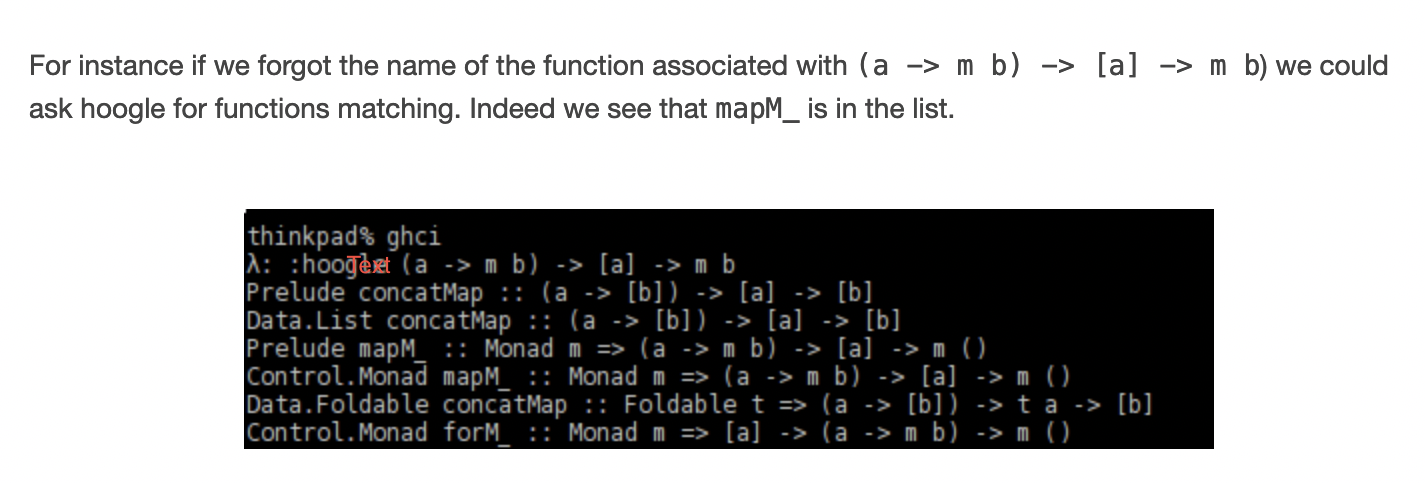 For instance if we forgot the name of the function associated with (a -> m b) -> [a] -> m b) we could
ask hoogle for functions matching. Indeed we see that mapM_ is in the list.
thinkpad% ghci
λ: :hoogle (a -> m b) -> [a] -> m b
Text
Prelude concatMap :: (a -> [b]) -> [a] -> [b]
Data.List concatMap :: (a -> [b]) -> [a] -> [b]
Prelude mapM_ :: Monad m => (a -> m b) -> [a] -> m ()
Control.Monad mapM_ :: Monad m => (a -> m b) -> [a] -> m ()
Data.Foldable concatMap :: Foldable t => (a -> [b]) -> t a -> [b]
Control.Monad forM_ :: Monad m => [a] -> (a -> m b) -> m ()